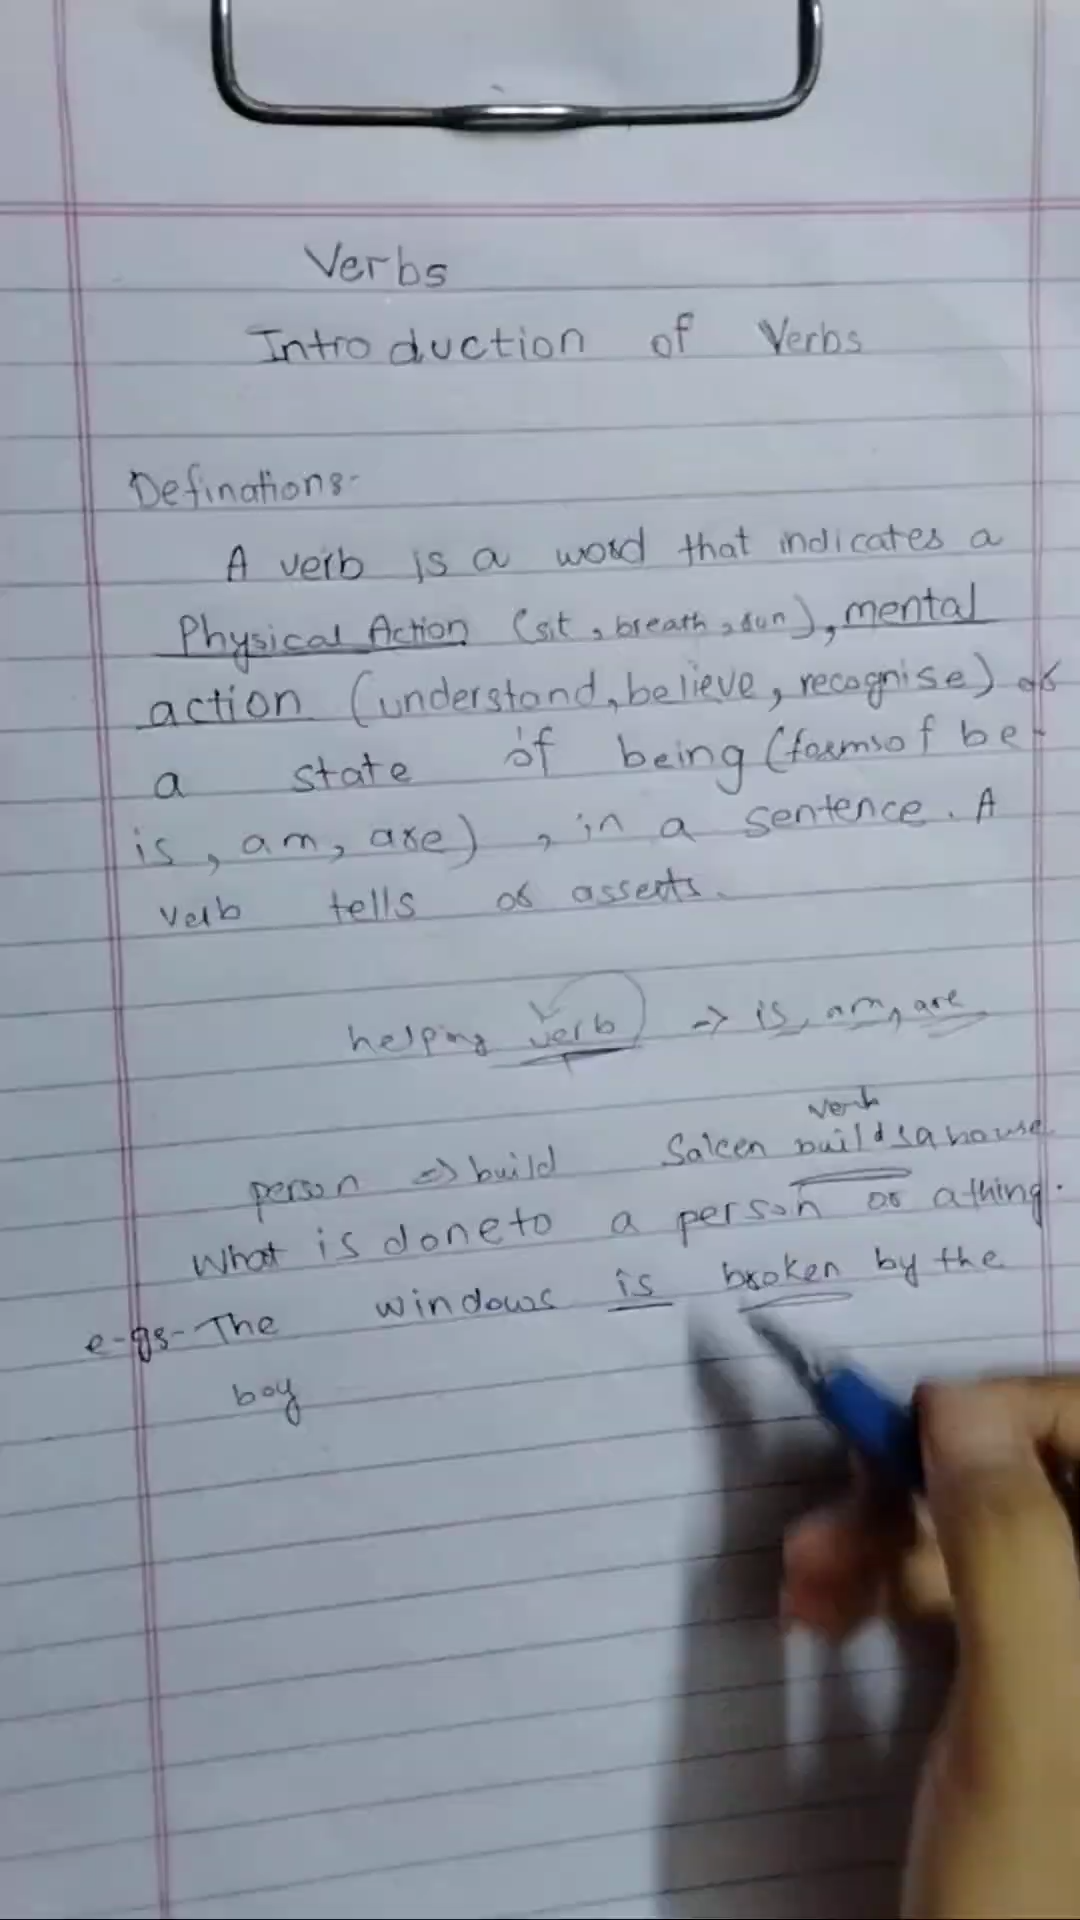 Verbs
Introduction of Verbs
Definations:-
A verb is a word that indicates a
Physical Action (sit, breath, run), mental
action (understand, believe, recognise) or
a state of being (forms of be-
is, am, are), in a sentence. A
verb tells or asserts.
helping verb => is, am, are
verb
person => build Saleen builds a house
What is done to a person or a thing.
e-gs- The windows is broken by the
boy